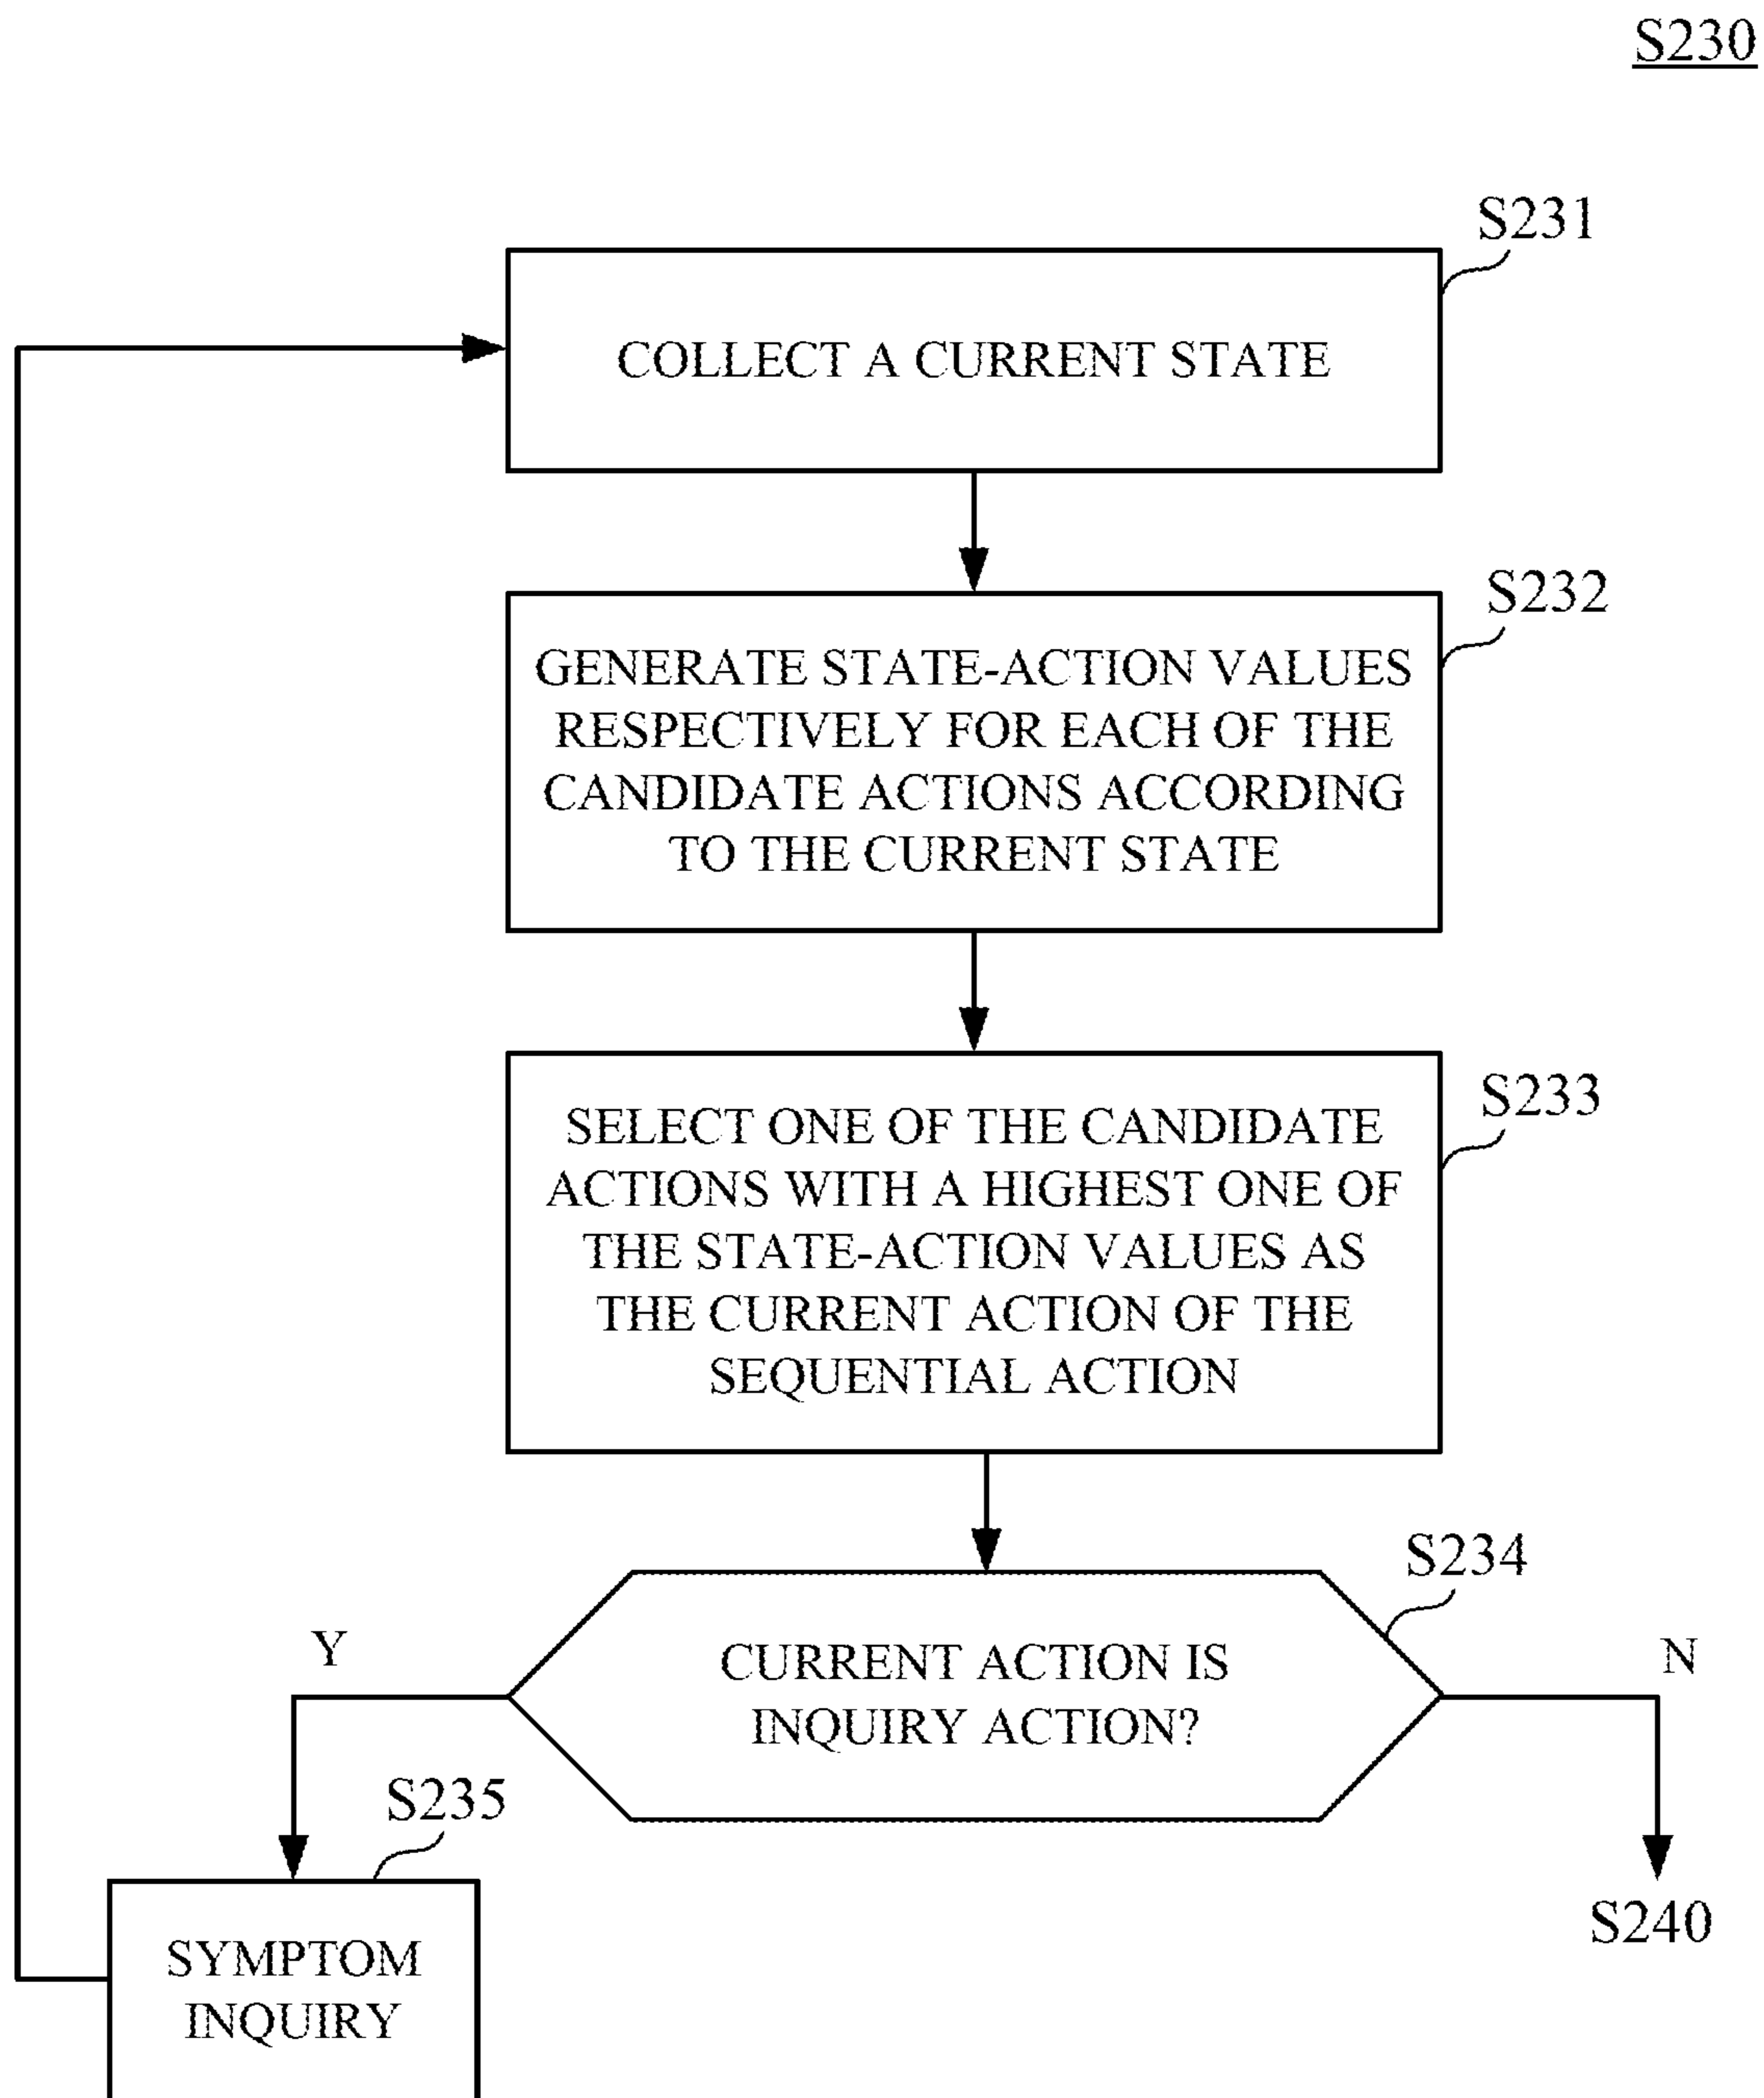 S230
S231
COLLECT A CURRENT STATE
S232
GENERATE STATE-ACTION VALUES
RESPECTIVELY FOR EACH OF THE
CANDIDATE ACTIONS ACCORDING
TO THE CURRENT STATE
S233
SELECT ONE OF THE CANDIDATE
ACTIONS WITH A HIGHEST ONE OF
THE STATE-ACTION VALUES AS
THE CURRENT ACTION OF THE
SEQUENTIAL ACTION
S234
Y
CURRENT ACTION IS
INQUIRY ACTION?
N
S235
SYMPTOM
INQUIRY
S240